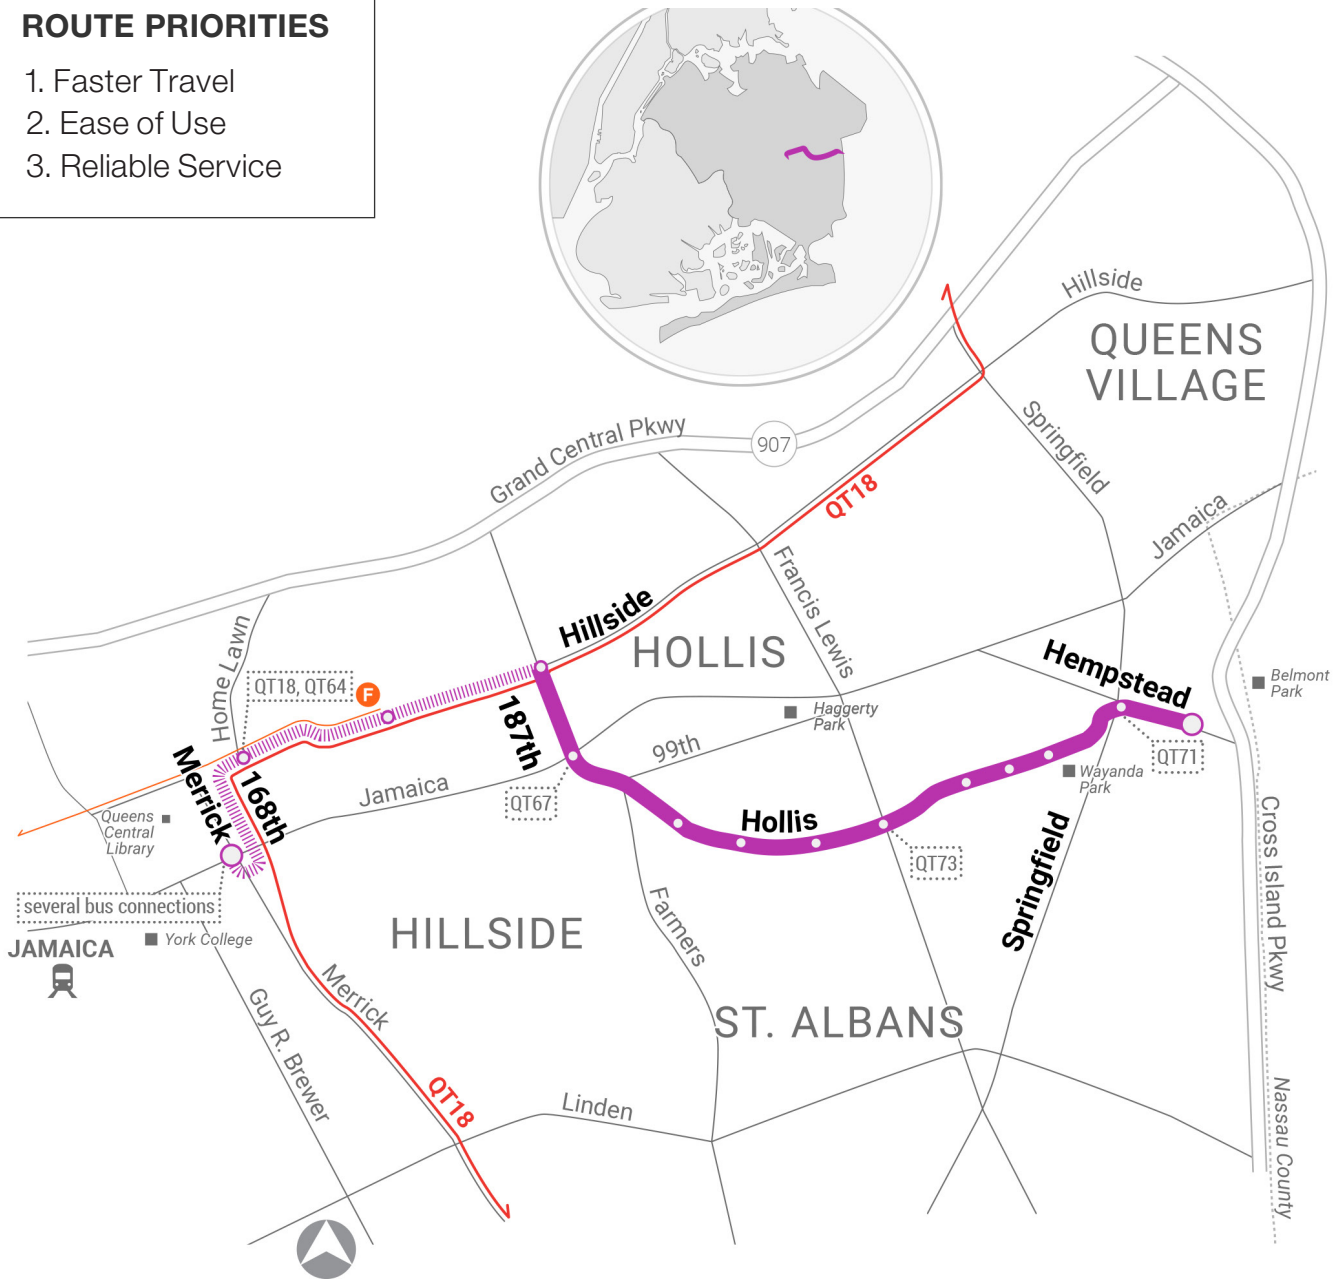 ROUTE PRIORITIES
1. Faster Travel
2. Ease of Use
3. Reliable Service
Hillside
QUEENS
VILLAGE
Grand Central Pkwy
907
Springfield
QT18
Jamaica
Francis Lewis
Hillside
HOLLIS
Home Lawn
QT18, QT64
F
Hempstead
Belmont
Park
187th
Haggerty
Park
99th
QT71
Merrick
168th
Jamaica
QT67
Wayanda
Park
Queens
Central
Library
Hollis
QT73
Cross Island Pkwy
several bus connections
Springfield
Farmers
HILLSIDE
York College
JAMAICA
Merrick
Guy R. Brewer
ST. ALBANS
QT18
Linden
Nassau County